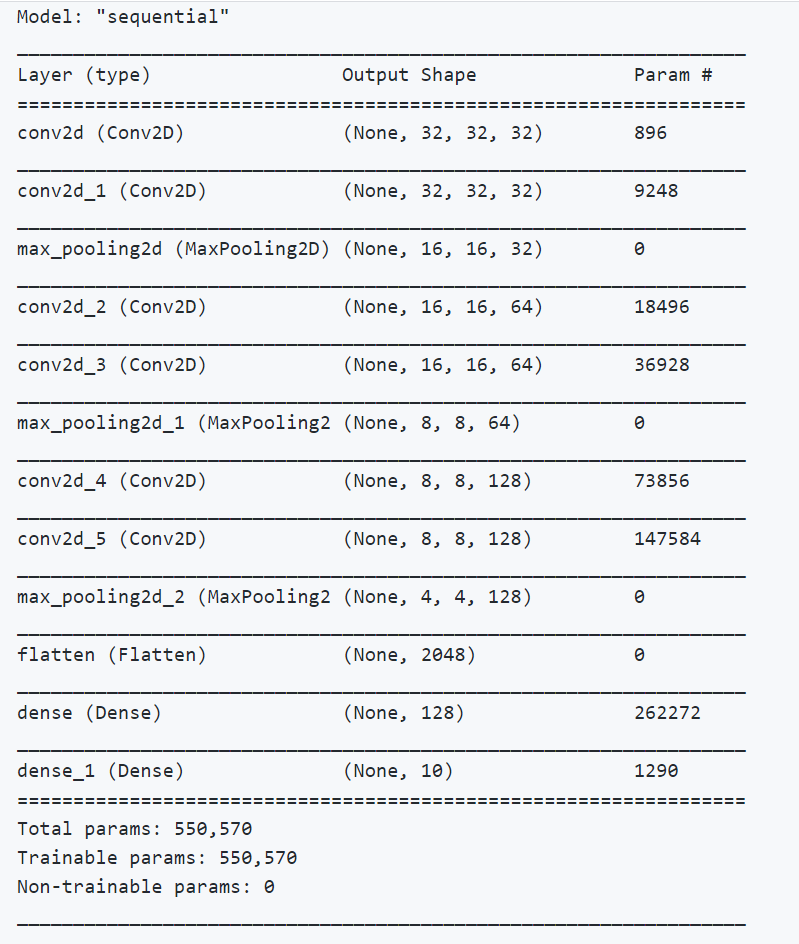 Model: "sequential"
_________________________________________________________________
Layer (type)                 Output Shape              Param #
=================================================================
conv2d (Conv2D)              (None, 32, 32, 32)        896
_________________________________________________________________
conv2d_1 (Conv2D)            (None, 32, 32, 32)        9248
_________________________________________________________________
max_pooling2d (MaxPooling2D) (None, 16, 16, 32)        0
_________________________________________________________________
conv2d_2 (Conv2D)            (None, 16, 16, 64)        18496
_________________________________________________________________
conv2d_3 (Conv2D)            (None, 16, 16, 64)        36928
_________________________________________________________________
max_pooling2d_1 (MaxPooling2 (None, 8, 8, 64)          0
_________________________________________________________________
conv2d_4 (Conv2D)            (None, 8, 8, 128)         73856
_________________________________________________________________
conv2d_5 (Conv2D)            (None, 8, 8, 128)         147584
_________________________________________________________________
max_pooling2d_2 (MaxPooling2 (None, 4, 4, 128)         0
_________________________________________________________________
flatten (Flatten)            (None, 2048)              0
_________________________________________________________________
dense (Dense)                (None, 128)               262272
_________________________________________________________________
dense_1 (Dense)              (None, 10)                1290
=================================================================
Total params: 550,570
Trainable params: 550,570
Non-trainable params: 0
_________________________________________________________________